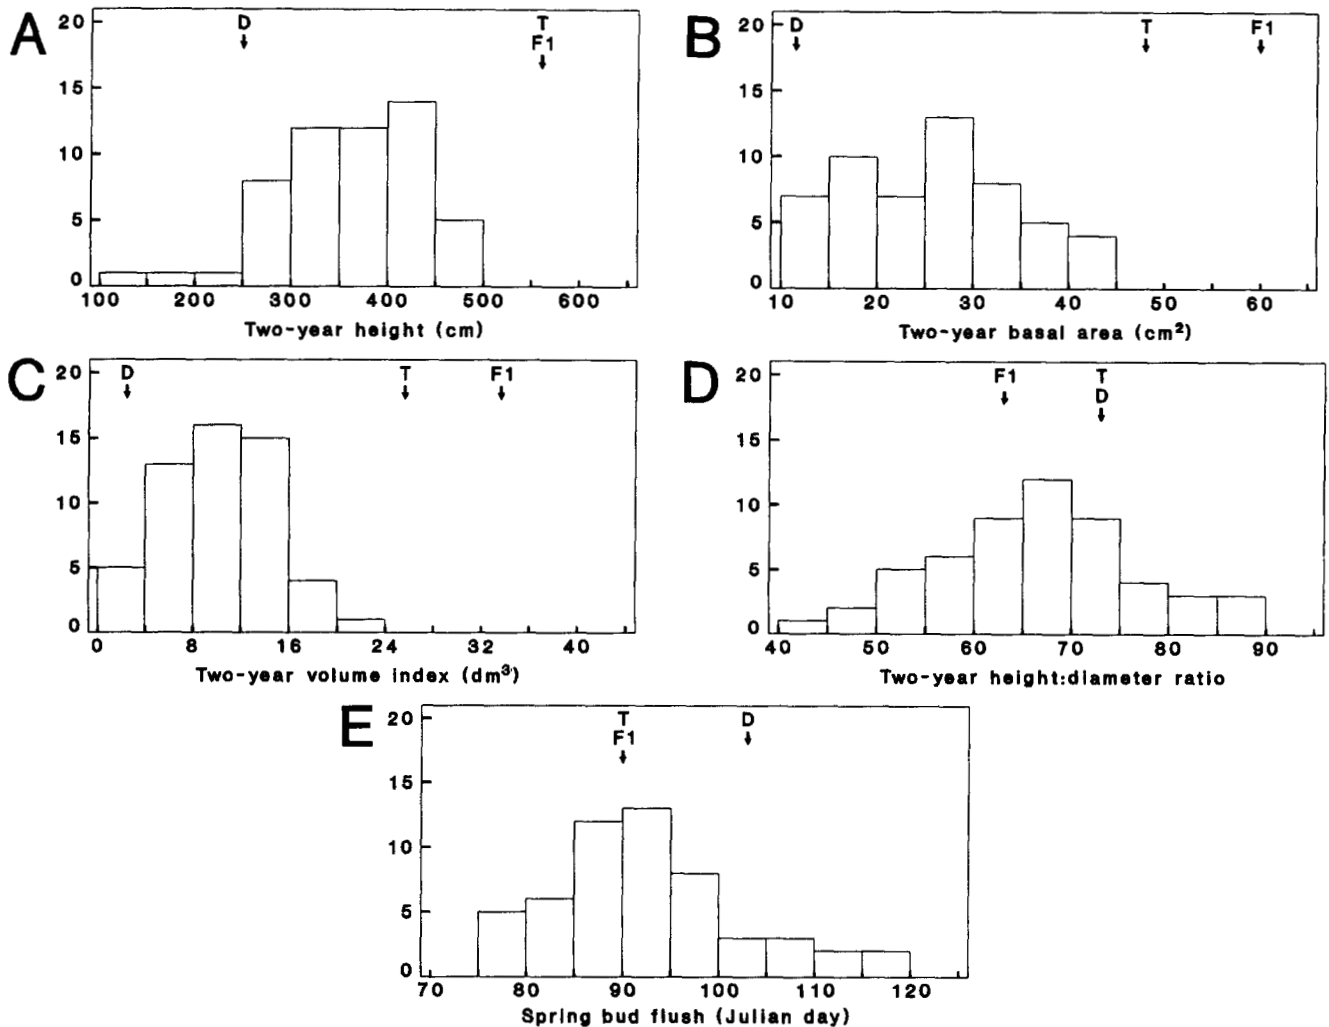 A
20
15
10
5
0
D
T
F1
100 200 300 400 500 600
Two-year height (cm)
B
20
15
10
5
0
D
T
F1
10 20 30 40 50 60
Two-year basal area (cm²)
C
20
15
10
5
0
D
T
F1
0 8 16 24 32 40
Two-year volume index (dm³)
D
20
15
10
5
0
F1
T
D
40 50 60 70 80 90
Two-year height:diameter ratio
E
20
15
10
5
0
T
F1
D
70 80 90 100 110 120
Spring bud flush (Julian day)